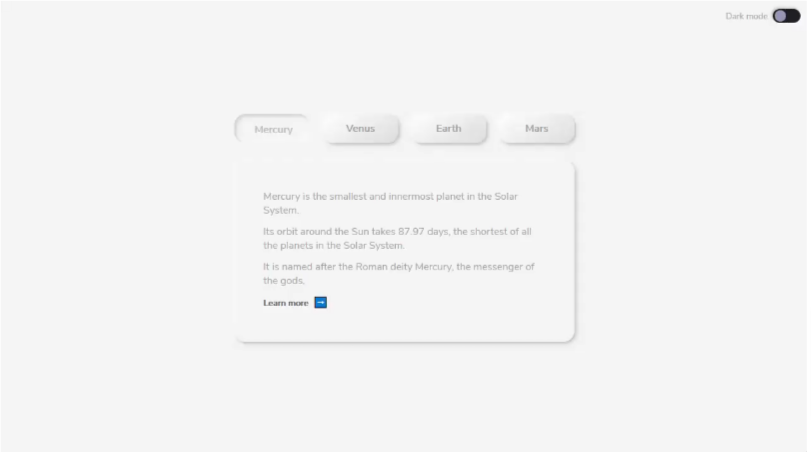 Dark mode
Mercury
Venus
Earth
Mars
Mercury is the smallest and innermost planet in the Solar
System.
Its orbit around the Sun takes 87.97 days, the shortest of all
the planets in the Solar System.
It is named after the Roman deity Mercury, the messenger of
the gods.
Learn more